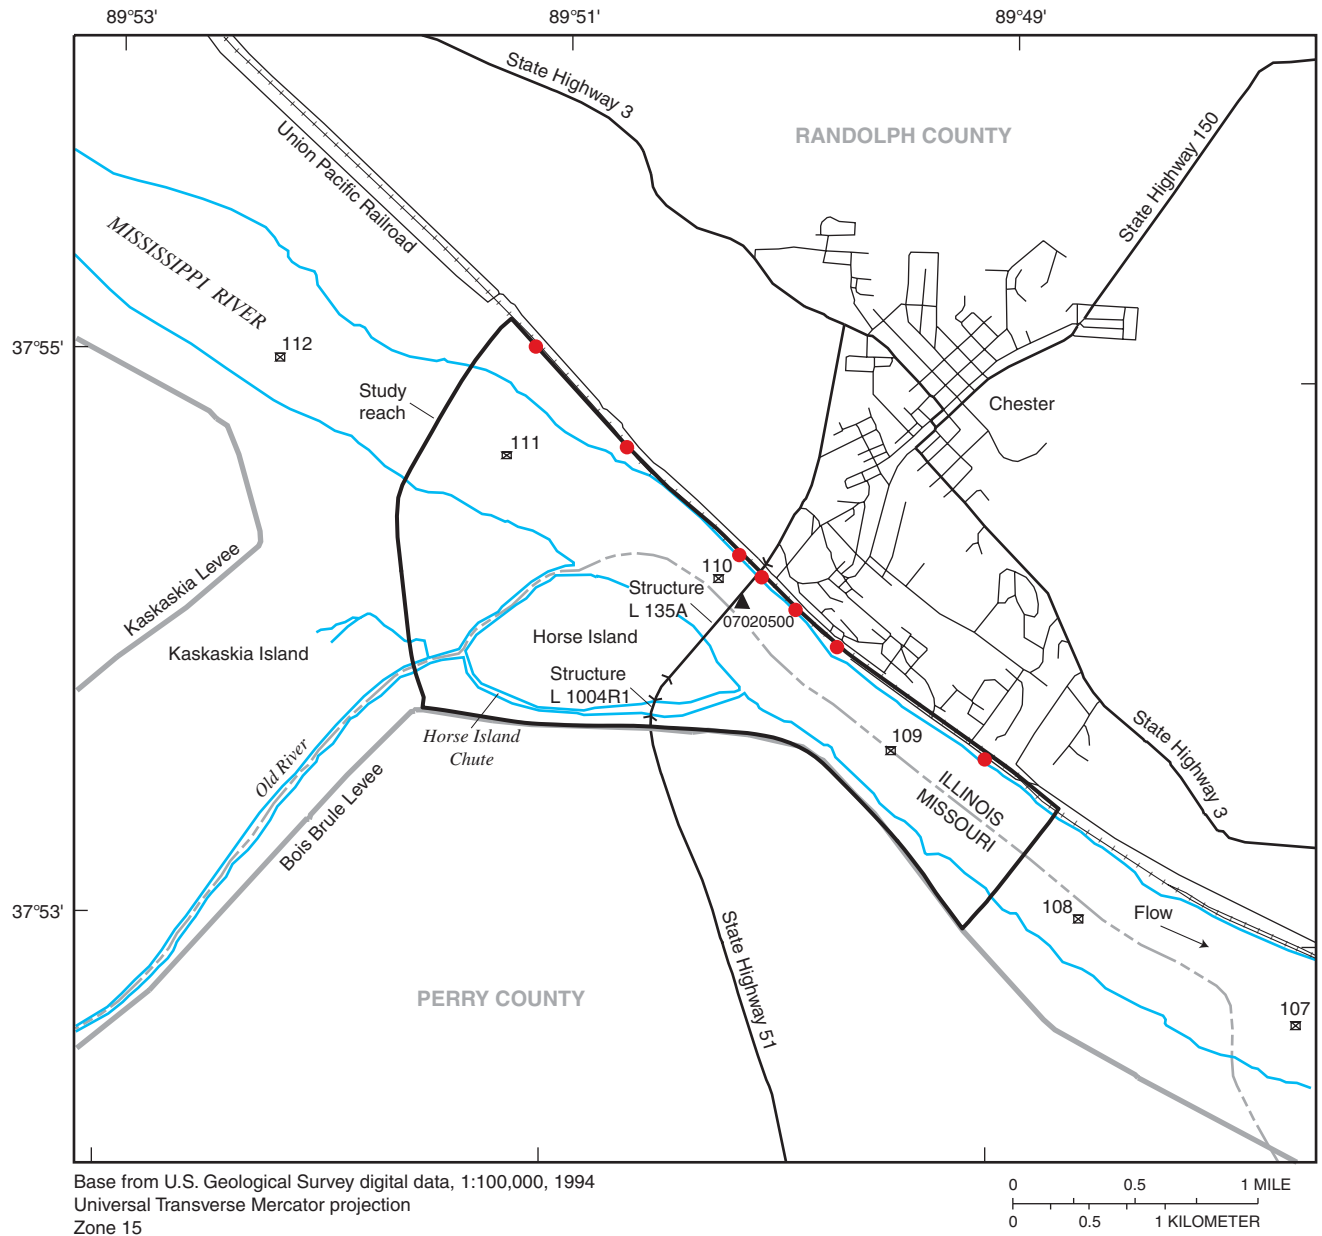 89°53'
89°51'
89°49'
State Highway 3
RANDOLPH COUNTY
State Highway 150
Union Pacific Railroad
MISSISSIPPI RIVER
112
37°55'
Study
reach
111
Chester
110
Structure
L 135A
07020500
Kaskaskia Levee
Kaskaskia Island
Horse Island
Structure
L 1004R1
Horse Island
Chute
Old River
Bois Brule Levee
109
ILLINOIS
MISSOURI
State Highway 3
37°53'
108
Flow
State Highway 51
PERRY COUNTY
107
Base from U.S. Geological Survey digital data, 1:100,000, 1994
Universal Transverse Mercator projection
Zone 15
0 0.5 1 MILE
0 0.5 1 KILOMETER